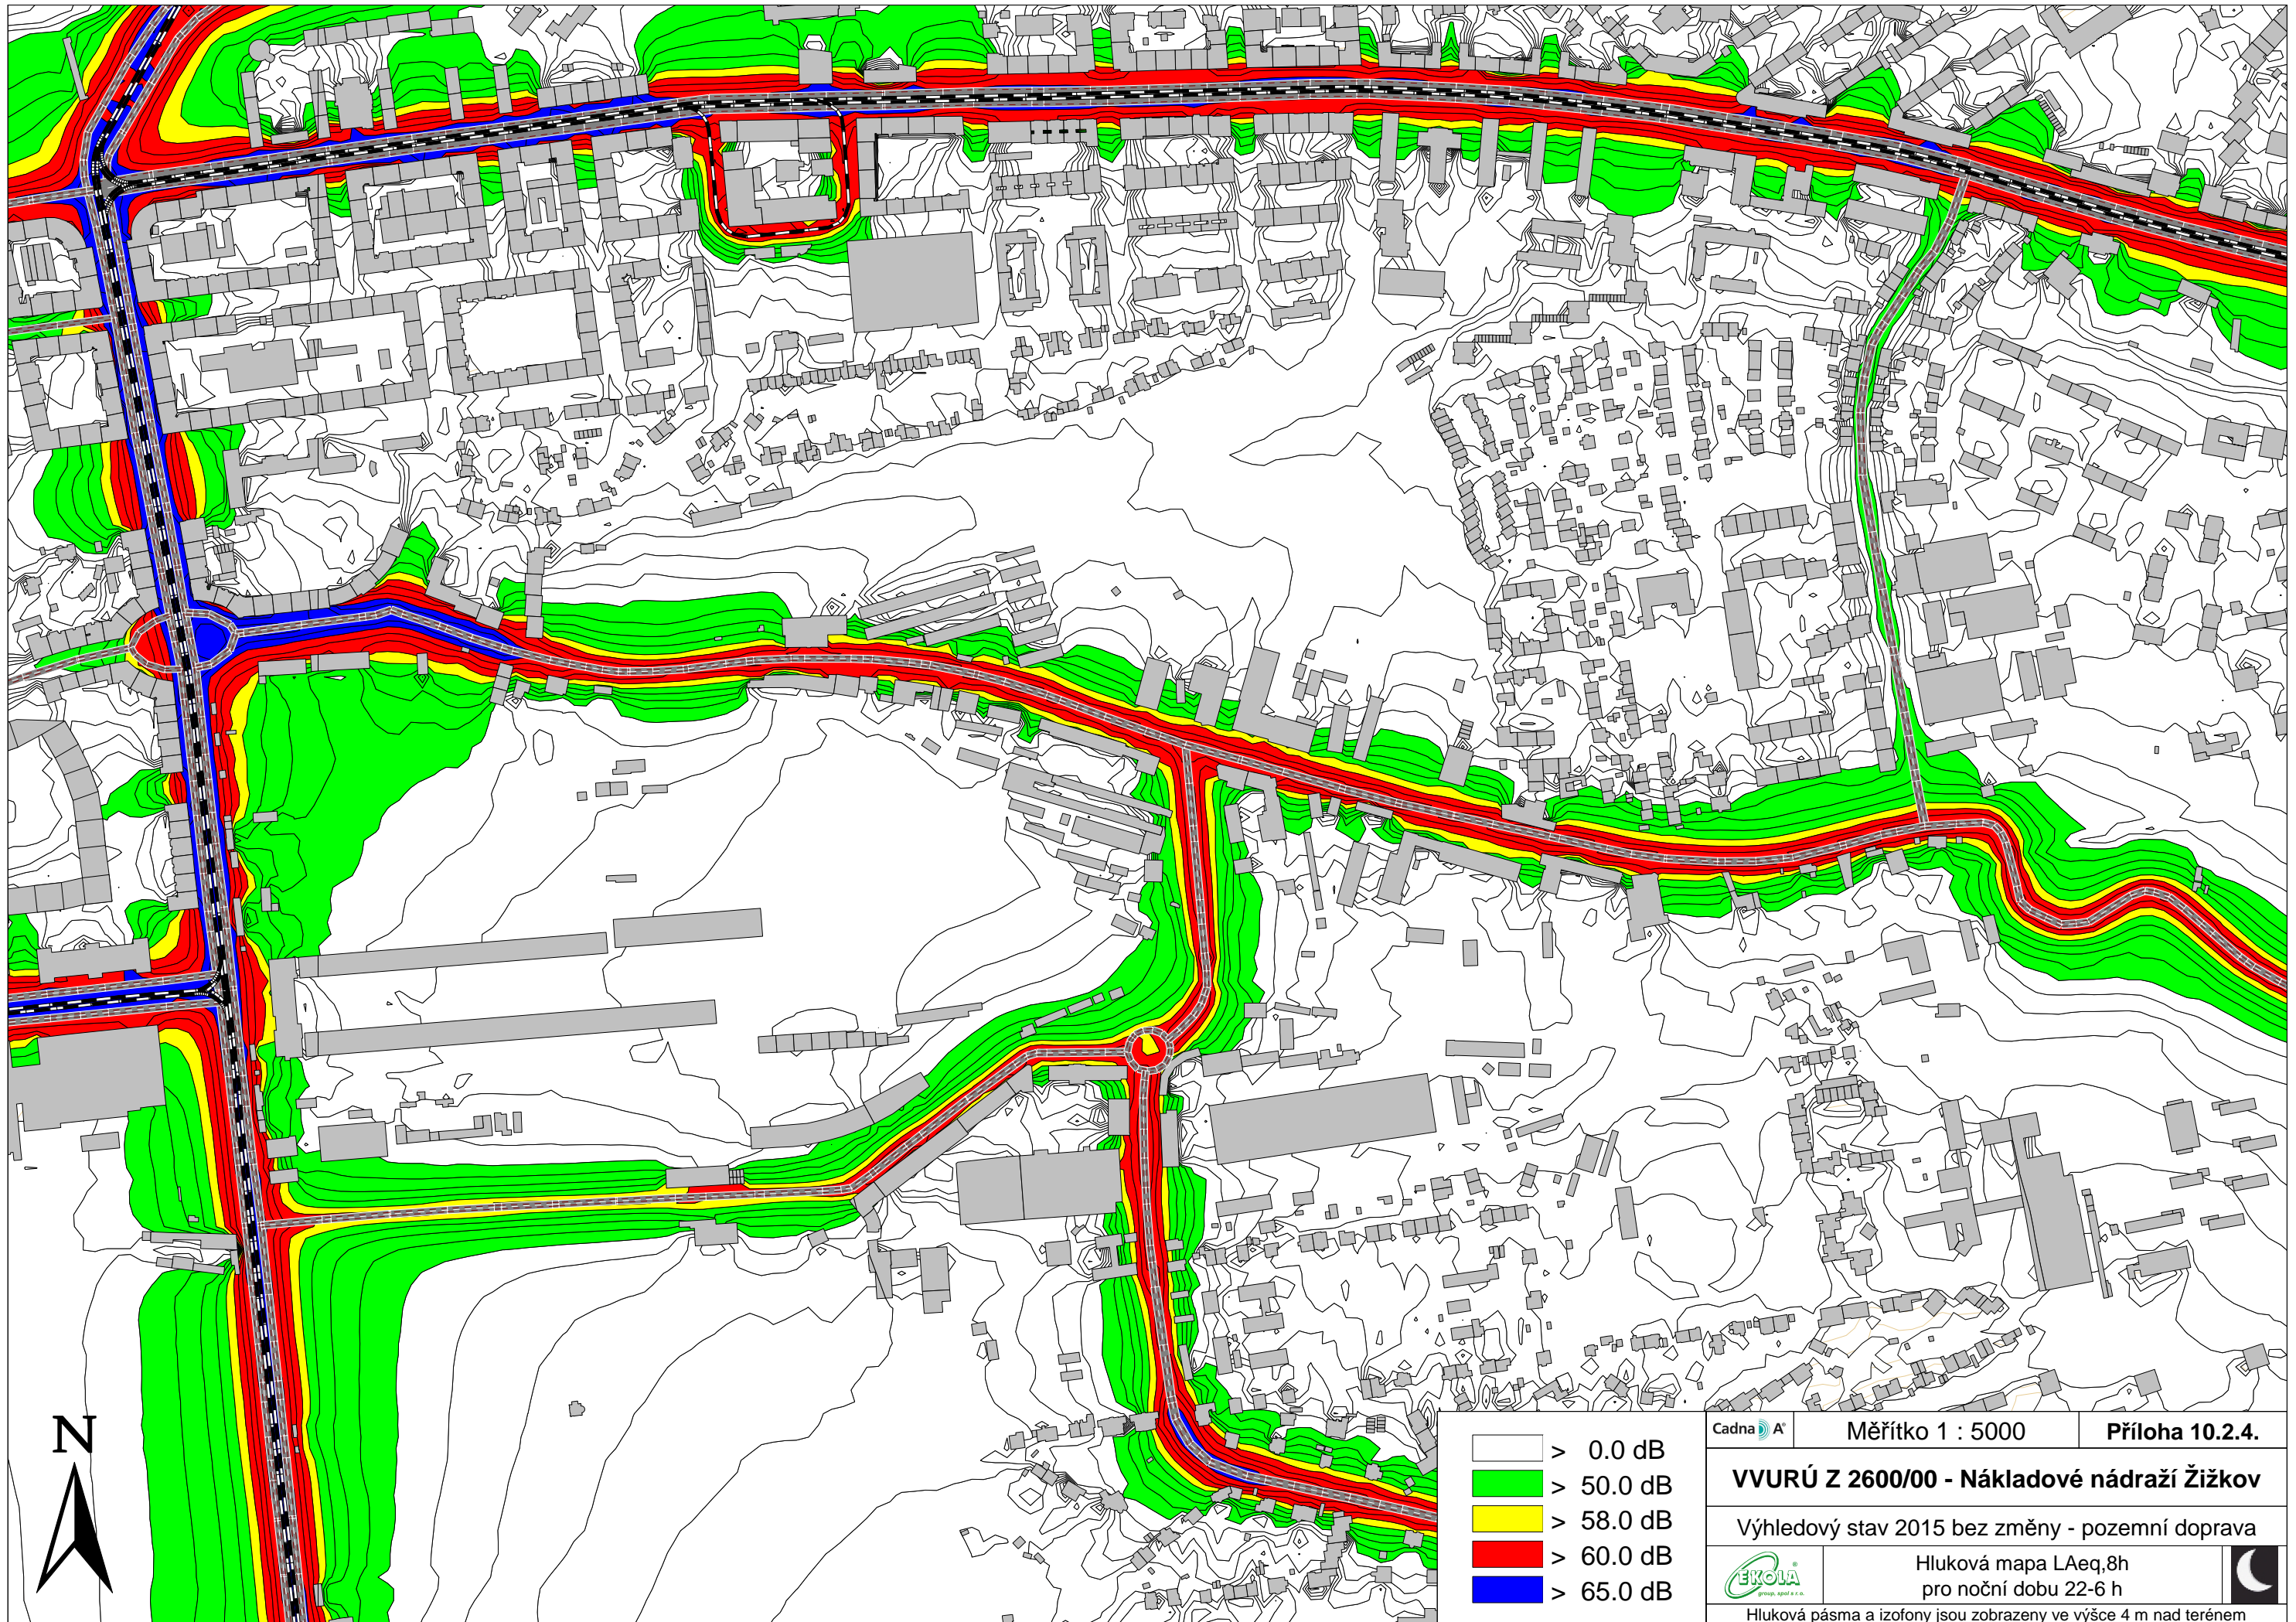 N
> 0.0 dB
> 50.0 dB
> 58.0 dB
> 60.0 dB
> 65.0 dB
Cadna A®
Měřítko 1 : 5000
Příloha 10.2.4.
VVURÚ Z 2600/00 - Nákladové nádraží Žižkov
Výhledový stav 2015 bez změny - pozemní doprava
EKOLA®
group, spol s r.o.
Hluková mapa LAeq,8h
pro noční dobu 22-6 h
Hluková pásma a izofony jsou zobrazeny ve výšce 4 m nad terénem